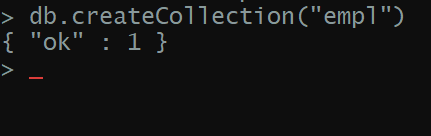 > db.createCollection("empl")
{ "ok" : 1 }
> _